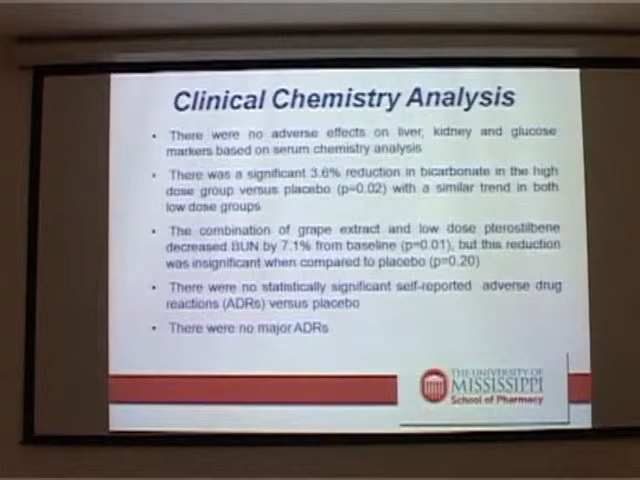 Clinical Chemistry Analysis
• There were no adverse effects on liver, kidney and glucose
markers based on serum chemistry analysis
• There was a significant 3.6% reduction in bicarbonate in the high
dose group versus placebo (p=0.02) with a similar trend in both
low dose groups
• The combination of grape extract and low dose pterostilbene
decreased BUN by 7.1% from baseline (p=0.01), but this reduction
was insignificant when compared to placebo (p=0.20)
• There were no statistically significant self-reported adverse drug
reactions (ADRs) versus placebo
• There were no major ADRs
THE UNIVERSITY OF
MISSISSIPPI
School of Pharmacy